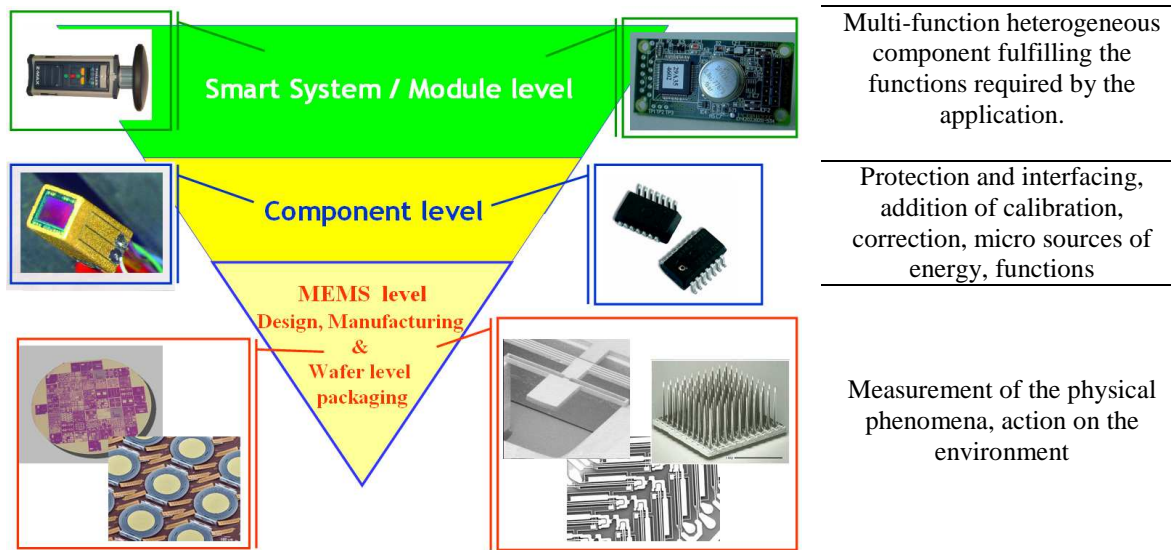 Smart System / Module level
Multi-function heterogeneous
component fulfilling the
functions required by the
application.
Component level
Protection and interfacing,
addition of calibration,
correction, micro sources of
energy, functions
MEMS level
Design, Manufacturing
&
Wafer level
packaging
Measurement of the physical
phenomena, action on the
environment